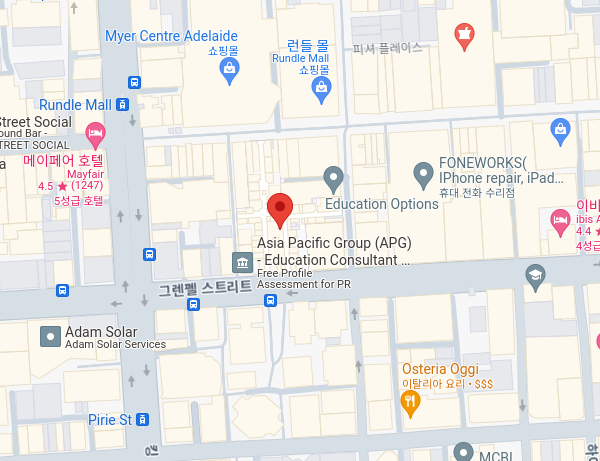 Myer Centre Adelaide
쇼핑몰
런들 몰
Rundle Mall
쇼핑몰
피셔 플레이스
Rundle Mall
Street Social
ound Bar -
TREET SOCIAL
a
메이페어 호텔
Mayfair
4.5 ★ (1247)
5성급 호텔
FONEWORKS(
IPhone repair, iPad...
휴대 전화 수리점
Education Options
이비
ibis A
4.4 ★
4성급
Asia Pacific Group (APG)
- Education Consultant ...
Free Profile
Assessment for PR
그렌펠 스트리트
Adam Solar
Adam Solar Services
Osteria Oggi
이탈리아 요리 • $$$
Pirie St
킹
MCBI